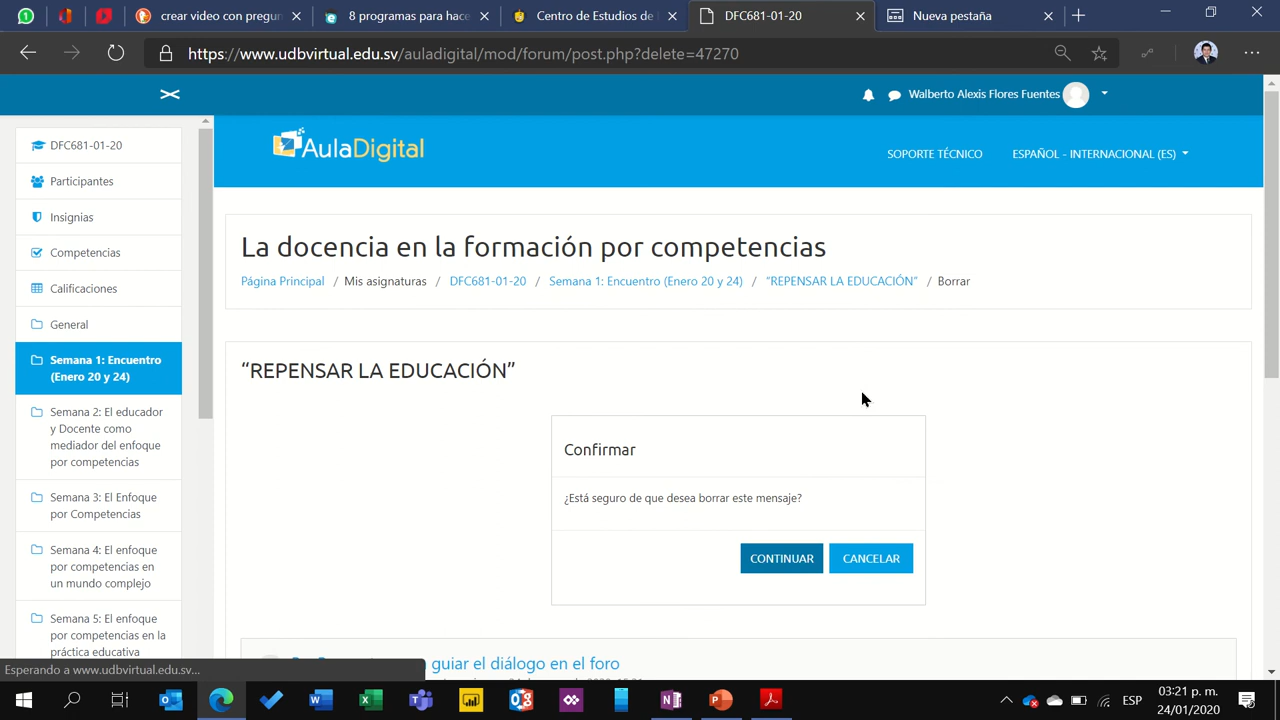 crear video con pregun
8 programas para hace
Centro de Estudios de
DFC681-01-20
Nueva pestaña
https://www.udbvirtual.edu.sv/auladigital/mod/forum/post.php?delete=47270
Walberto Alexis Flores Fuentes
AulaDigital
SOPORTE TÉCNICO
ESPAÑOL - INTERNACIONAL (ES)
DFC681-01-20
Participantes
Insignias
Competencias
Calificaciones
General
Semana 1: Encuentro
(Enero 20 y 24)
Semana 2: El educador
y Docente como
mediador del enfoque
por competencias
Semana 3: El Enfoque
por Competencias
Semana 4: El enfoque
por competencias en
un mundo complejo
Semana 5: El enfoque
por competencias en la
práctica educativa
La docencia en la formación por competencias
Página Principal / Mis asignaturas / DFC681-01-20 / Semana 1: Encuentro (Enero 20 y 24) / “REPENSAR LA EDUCACIÓN” / Borrar
“REPENSAR LA EDUCACIÓN”
Confirmar
¿Está seguro de que desea borrar este mensaje?
CONTINUAR
CANCELAR
guiar el diálogo en el foro
Esperando a www.udbvirtual.edu.sv...
ESP
03:21 p. m.
24/01/2020